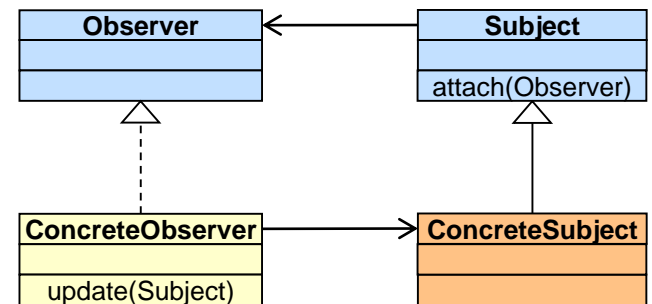 Observer
Subject
attach(Observer)
ConcreteObserver
ConcreteSubject
update(Subject)